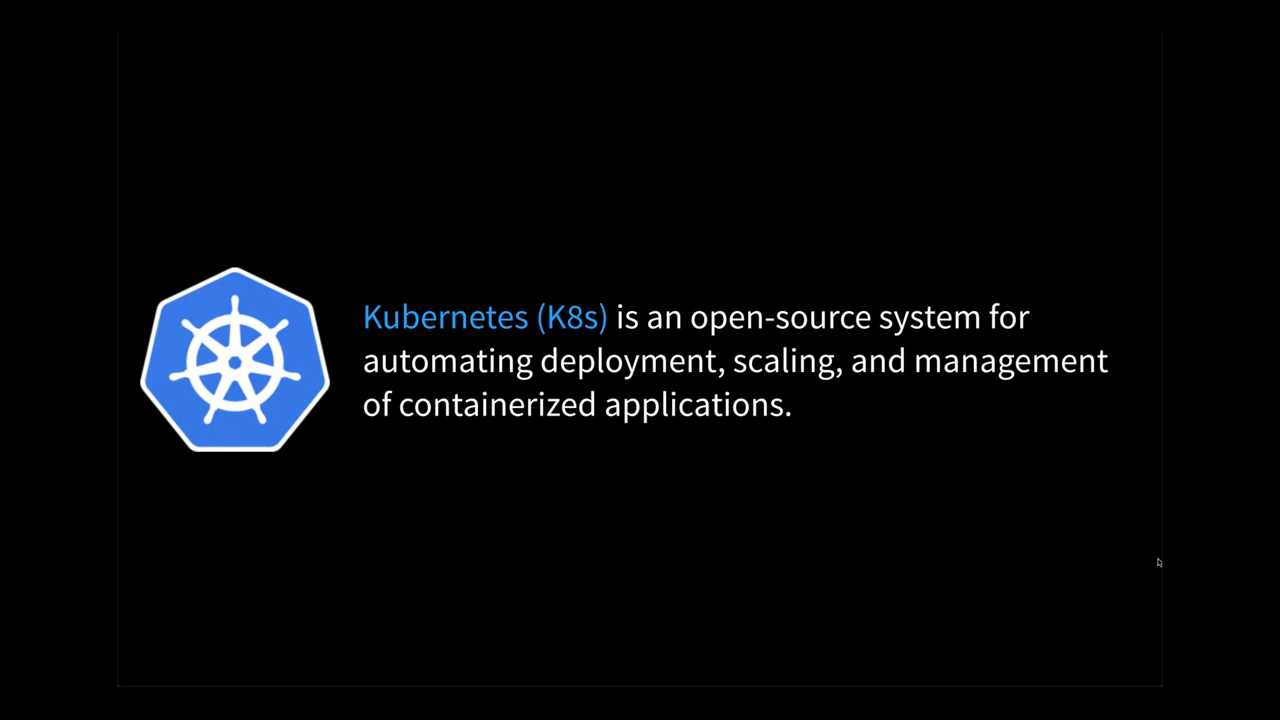 Kubernetes (K8s) is an open-source system for
automating deployment, scaling, and management
of containerized applications.